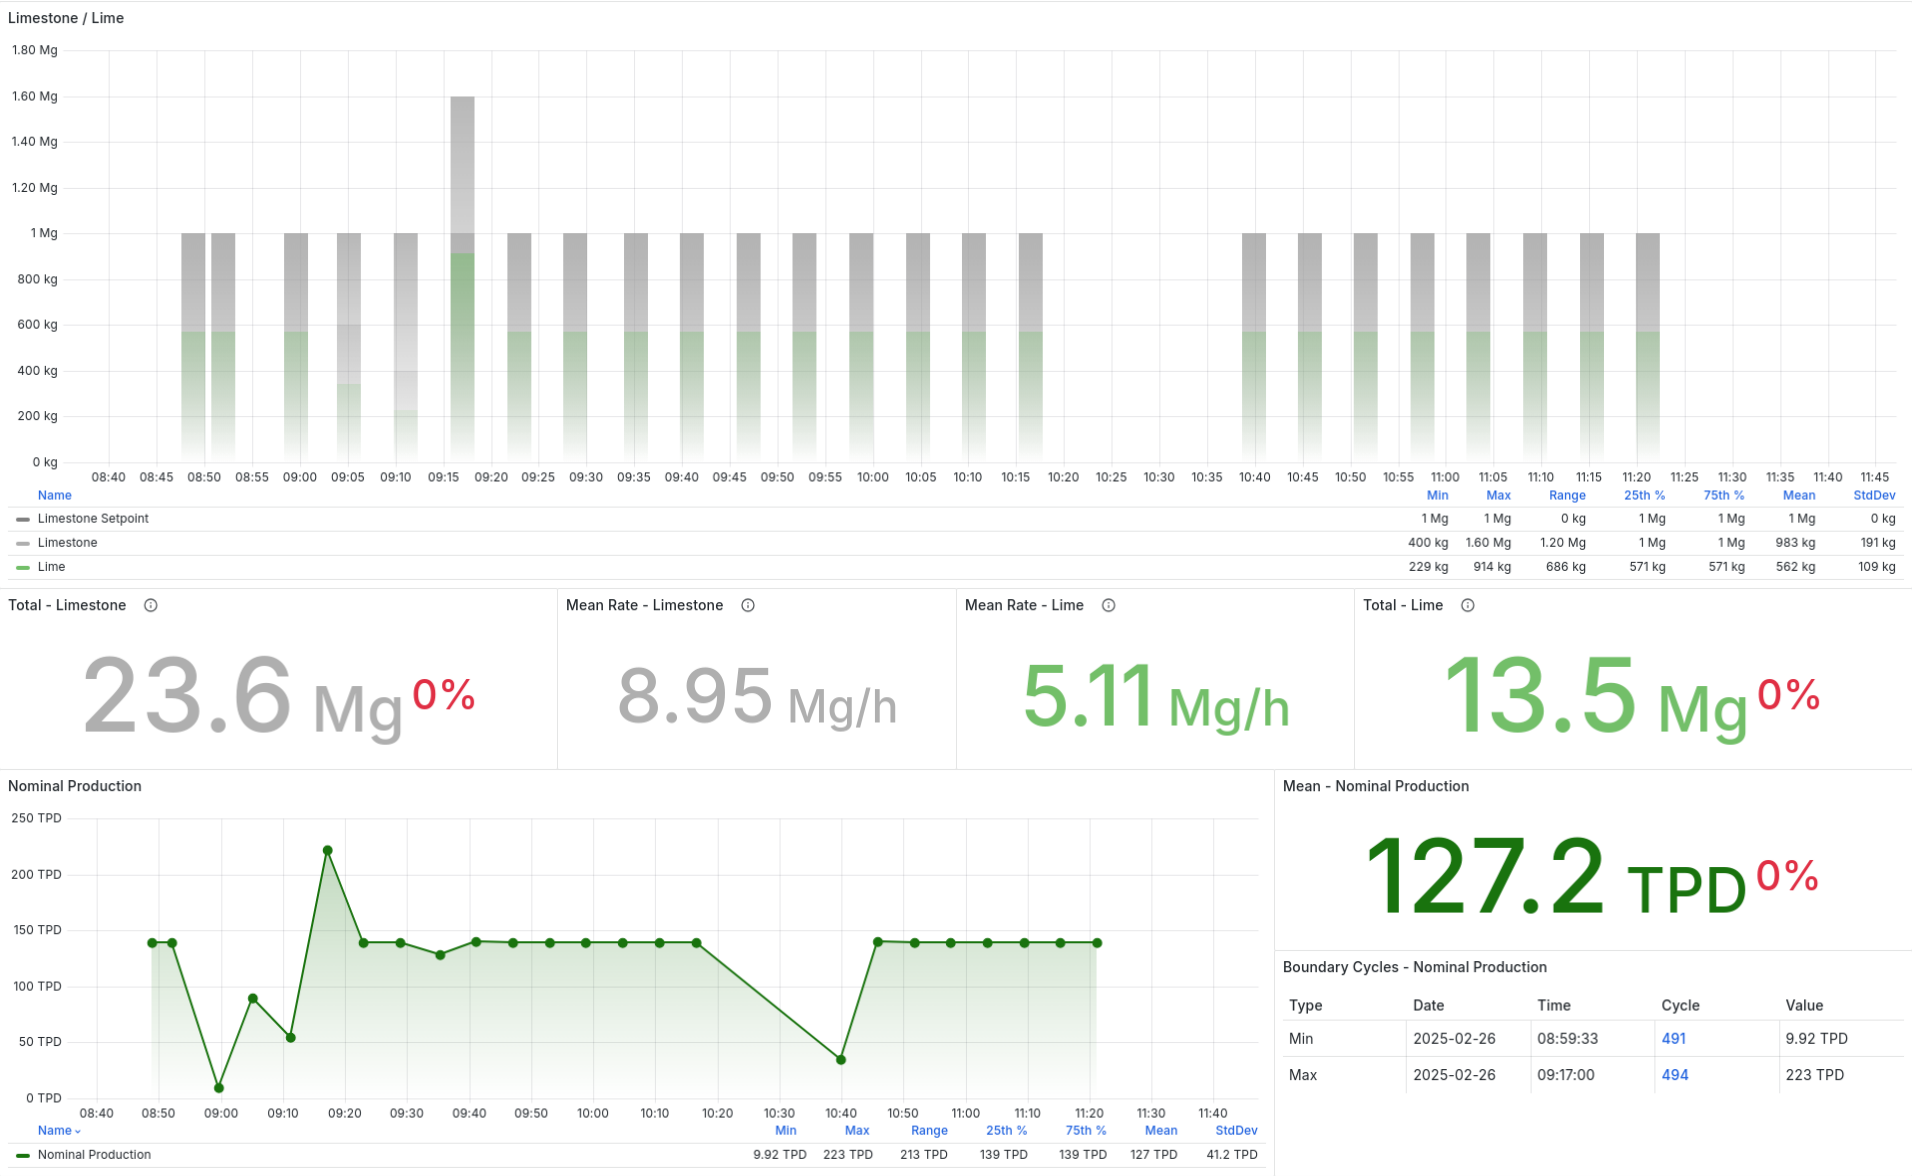 Limestone / Lime
1.80 Mg
1.60 Mg
1.40 Mg
1.20 Mg
1 Mg
800 kg
600 kg
400 kg
200 kg
0 kg
08:40 08:45 08:50 08:55 09:00 09:05 09:10 09:15 09:20 09:25 09:30 09:35 09:40 09:45 09:50 09:55 10:00 10:05 10:10 10:15 10:20 10:25 10:30 10:35 10:40 10:45 10:50 10:55 11:00 11:05 11:10 11:15 11:20 11:25 11:30 11:35 11:40 11:45
Name Min Max Range 25th % 75th % Mean StdDev
Limestone Setpoint 1 Mg 1 Mg 0 kg 1 Mg 1 Mg 1 Mg 0 kg
Limestone 400 kg 1.60 Mg 1.20 Mg 1 Mg 1 Mg 983 kg 191 kg
Lime 229 kg 914 kg 686 kg 571 kg 571 kg 562 kg 109 kg
Total - Limestone
23.6 Mg 0%
Mean Rate - Limestone
8.95 Mg/h
Mean Rate - Lime
5.11 Mg/h
Total - Lime
13.5 Mg 0%
Nominal Production
250 TPD
200 TPD
150 TPD
100 TPD
50 TPD
0 TPD
08:40 08:50 09:00 09:10 09:20 09:30 09:40 09:50 10:00 10:10 10:20 10:30 10:40 10:50 11:00 11:10 11:20 11:30 11:40
Name Min Max Range 25th % 75th % Mean StdDev
Nominal Production 9.92 TPD 223 TPD 213 TPD 139 TPD 139 TPD 127 TPD 41.2 TPD
Mean - Nominal Production
127.2 TPD 0%
Boundary Cycles - Nominal Production
Type Date Time Cycle Value
Min 2025-02-26 08:59:33 491 9.92 TPD
Max 2025-02-26 09:17:00 494 223 TPD